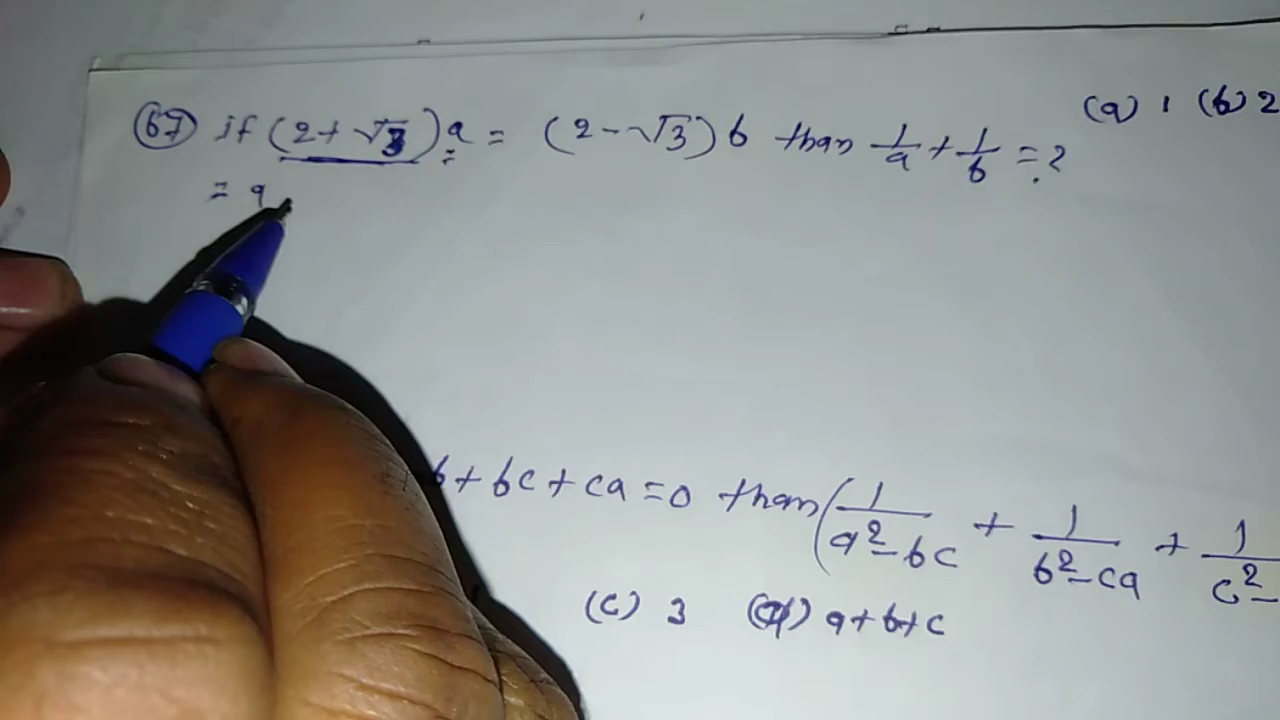 (67) if (2+√3)a = (2-√3)b than 1/a + 1/b = ? (a) 1 (b) 2
= a
b+bc+ca=0 than (1/a²-bc + 1/b²-ca + 1/c²-
(c) 3 (d) a+b+c